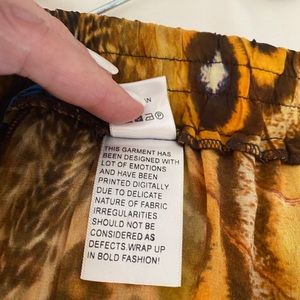 W
P
THIS GARMENT HAS
BEEN DESIGNED WITH
LOT OF EMOTIONS
AND HAVE BEEN
PRINTED DIGITALLY.
DUE TO DELICATE
NATURE OF FABRIC
IRREGULARITIES
SHOULD NOT BE
CONSIDERED AS
DEFECTS.WRAP UP
IN BOLD FASHION!